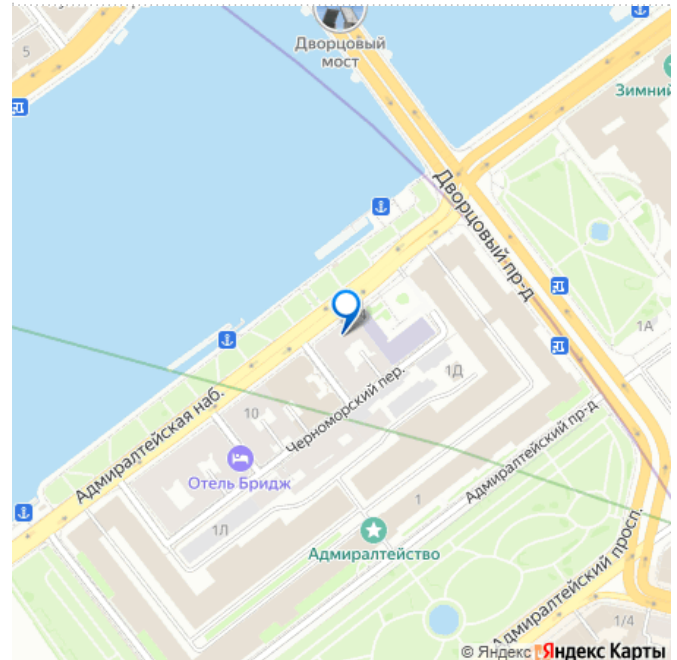 5
Дворцовый
мост
Зимний
Дворцовый пр-д
1А
4
1Д
Черноморский пер.
Адмиралтейская наб.
10
Отель Бридж
Адмиралтейский пр-д
1Л
1
Адмиралтейство
Адмиралтейский просп.
1/4
© Яндекс Яндекс Карты